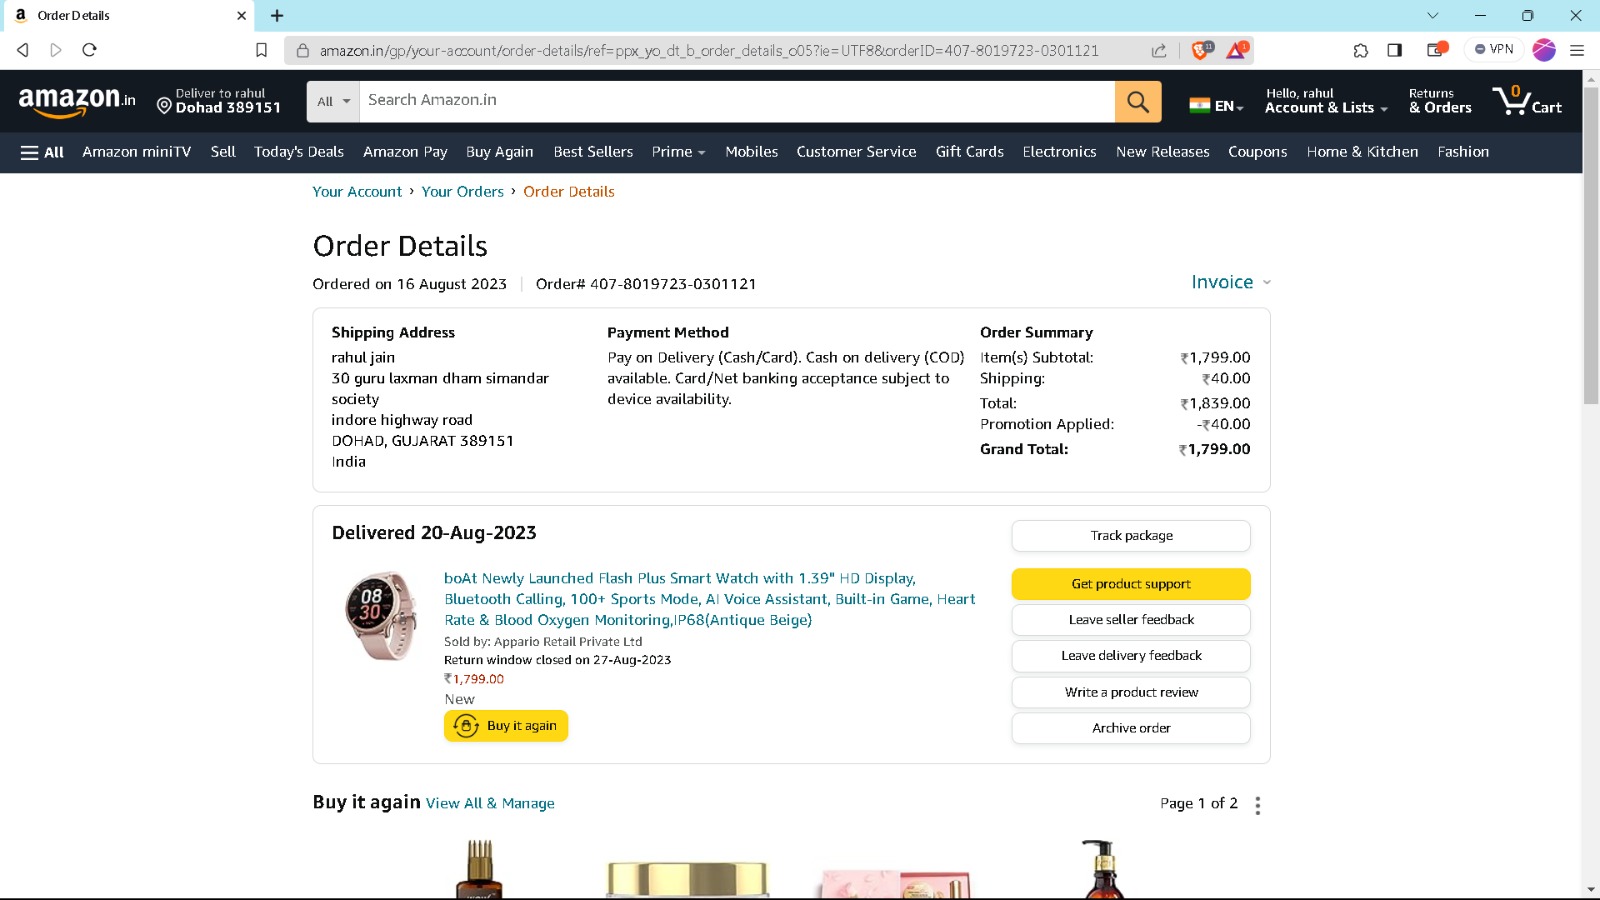 Order Details
amazon.in/gp/your-account/order-details/ref=ppx_yo_dt_b_order_details_o05?ie=UTF8&orderID=407-8019723-0301121
11
1
VPN
amazon.in
Deliver to rahul
Dohad 389151
All
Search Amazon.in
EN
Hello, rahul
Account & Lists
Returns
& Orders
0
Cart
All
Amazon miniTV
Sell
Today's Deals
Amazon Pay
Buy Again
Best Sellers
Prime
Mobiles
Customer Service
Gift Cards
Electronics
New Releases
Coupons
Home & Kitchen
Fashion
Your Account › Your Orders › Order Details
Order Details
Ordered on 16 August 2023
Order# 407-8019723-0301121
Invoice
Shipping Address
rahul jain
30 guru laxman dham simandar
society
indore highway road
DOHAD, GUJARAT 389151
India
Payment Method
Pay on Delivery (Cash/Card). Cash on delivery (COD)
available. Card/Net banking acceptance subject to
device availability.
Order Summary
Item(s) Subtotal: ₹1,799.00
Shipping: ₹40.00
Total: ₹1,839.00
Promotion Applied: -₹40.00
Grand Total: ₹1,799.00
Delivered 20-Aug-2023
08
30
boAt Newly Launched Flash Plus Smart Watch with 1.39" HD Display,
Bluetooth Calling, 100+ Sports Mode, AI Voice Assistant, Built-in Game, Heart
Rate & Blood Oxygen Monitoring,IP68(Antique Beige)
Sold by: Appario Retail Private Ltd
Return window closed on 27-Aug-2023
₹1,799.00
New
Buy it again
Track package
Get product support
Leave seller feedback
Leave delivery feedback
Write a product review
Archive order
Buy it again View All & Manage
Page 1 of 2